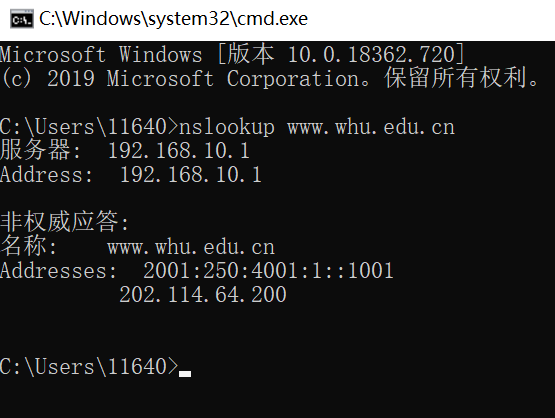 C:\Windows\system32\cmd.exe
Microsoft Windows [版本 10.0.18362.720]
(c) 2019 Microsoft Corporation。保留所有权利。
C:\Users\11640>nslookup www.whu.edu.cn
服务器:  192.168.10.1
Address:  192.168.10.1
非权威应答:
名称:    www.whu.edu.cn
Addresses:  2001:250:4001:1::1001
202.114.64.200
C:\Users\11640>